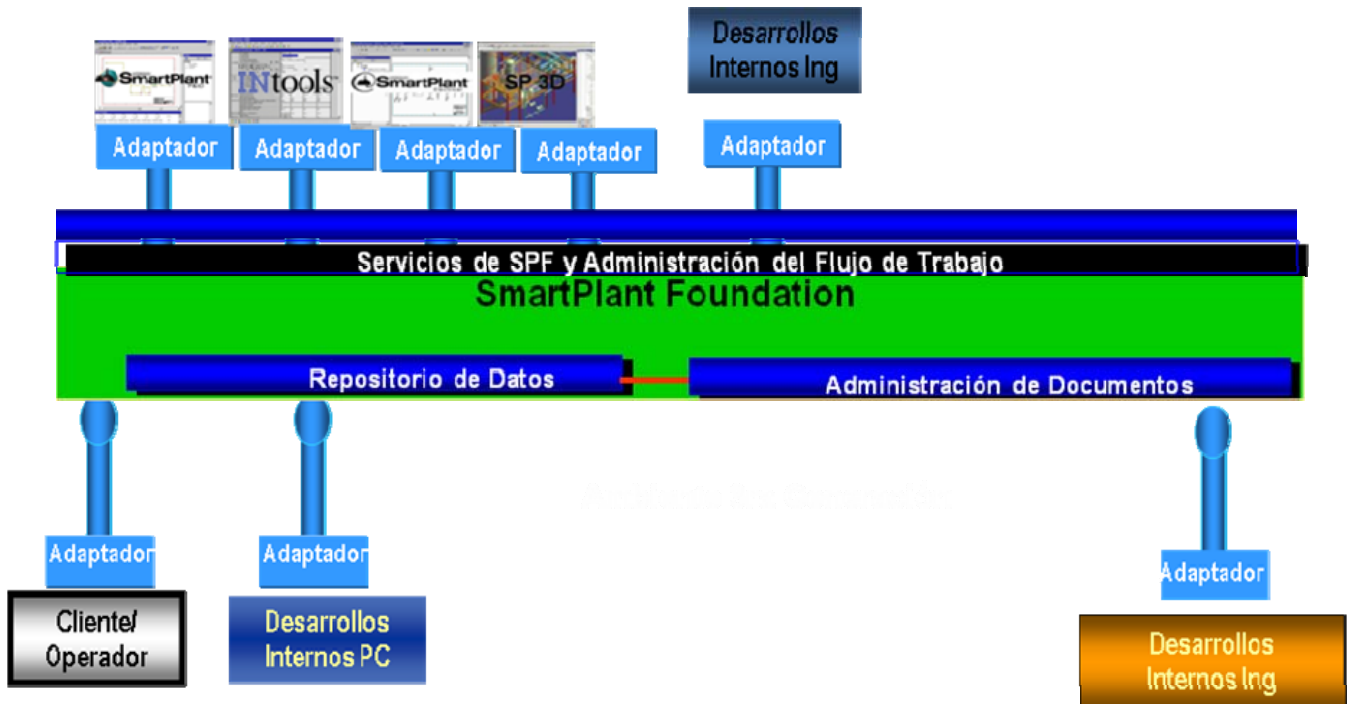 Desarrollos
Internos Ing
SmartPlant
INtools
SmartPlant
SP 3D
Adaptador
Adaptador
Adaptador
Adaptador
Adaptador
Servicios de SPF y Administración del Flujo de Trabajo
SmartPlant Foundation
Repositorio de Datos
Administración de Documentos
Adaptador
Adaptador
Adaptador
Cliente/
Operador
Desarrollos
Internos PC
Desarrollos
Internos Ing